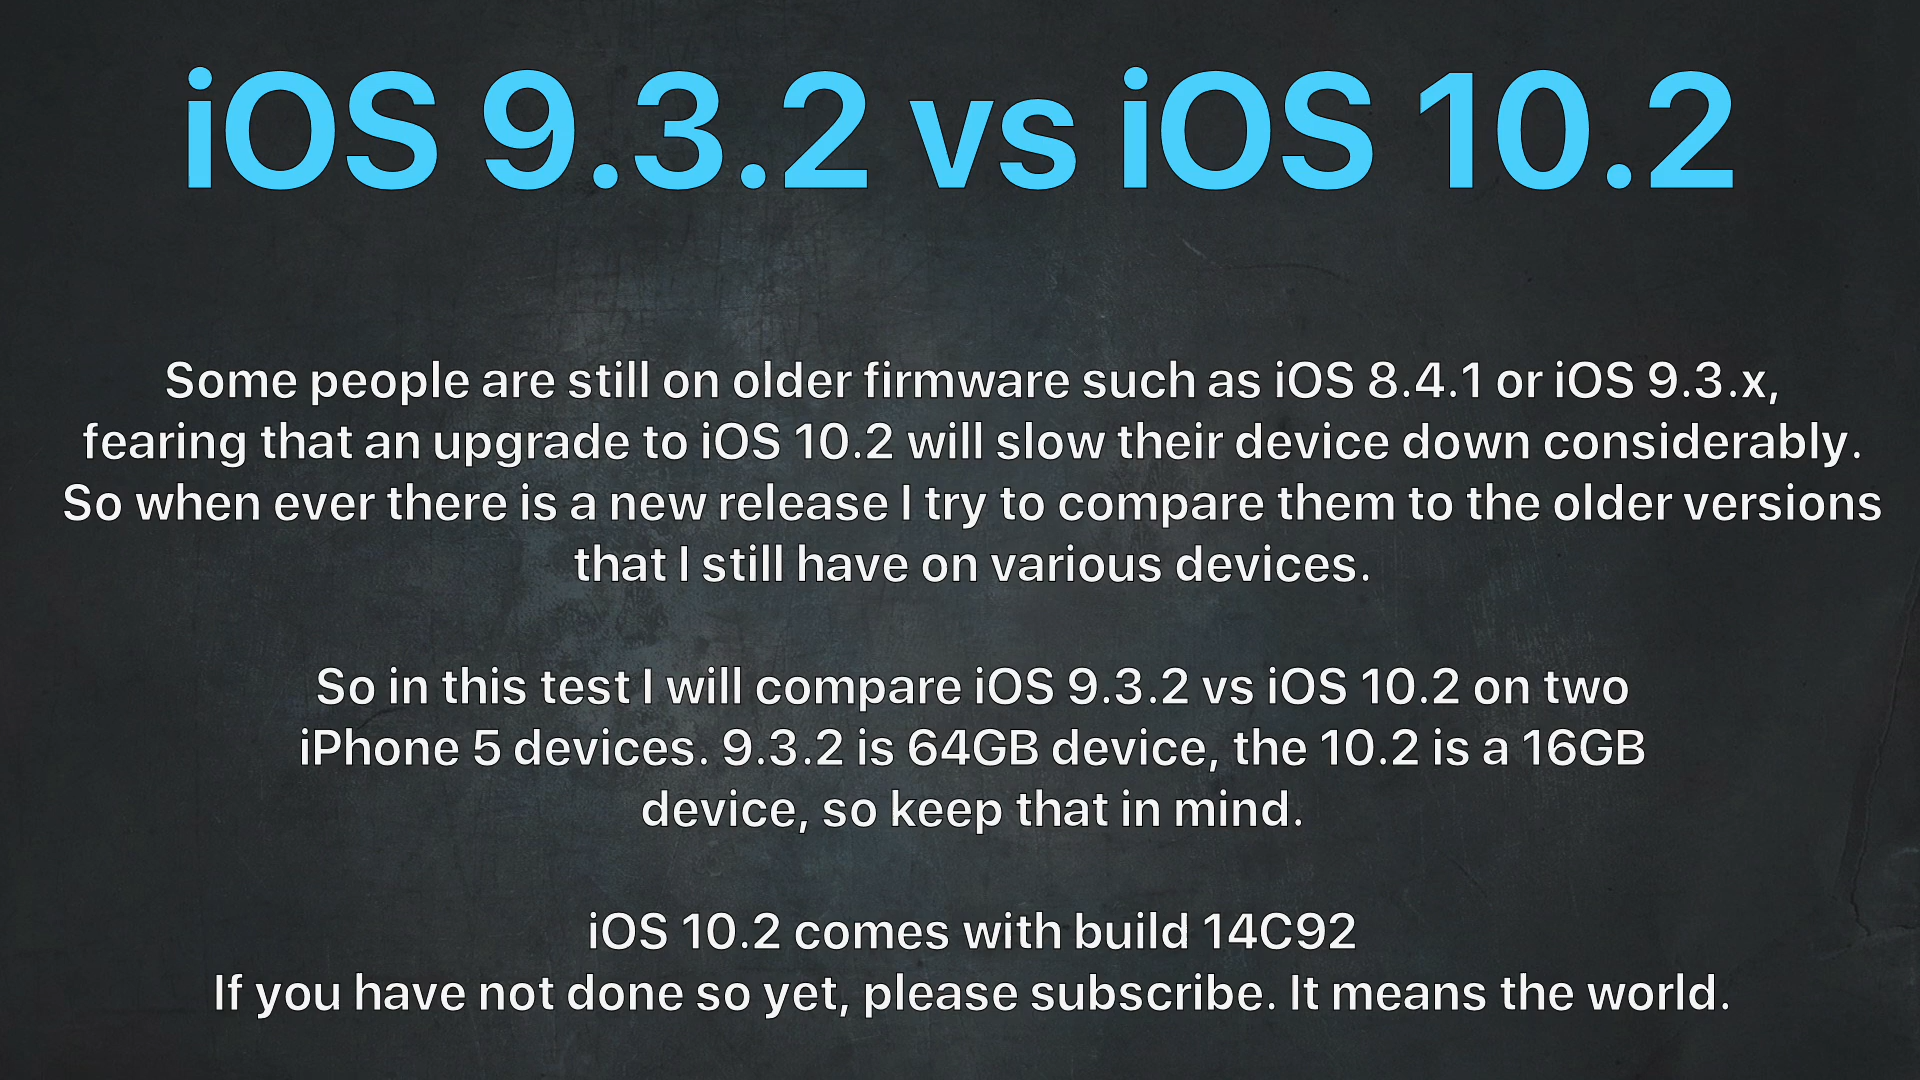 iOS 9.3.2 vs iOS 10.2
Some people are still on older firmware such as iOS 8.4.1 or iOS 9.3.x,
fearing that an upgrade to iOS 10.2 will slow their device down considerably.
So when ever there is a new release I try to compare them to the older versions
that I still have on various devices.
So in this test I will compare iOS 9.3.2 vs iOS 10.2 on two
iPhone 5 devices. 9.3.2 is 64GB device, the 10.2 is a 16GB
device, so keep that in mind.
iOS 10.2 comes with build 14C92
If you have not done so yet, please subscribe. It means the world.